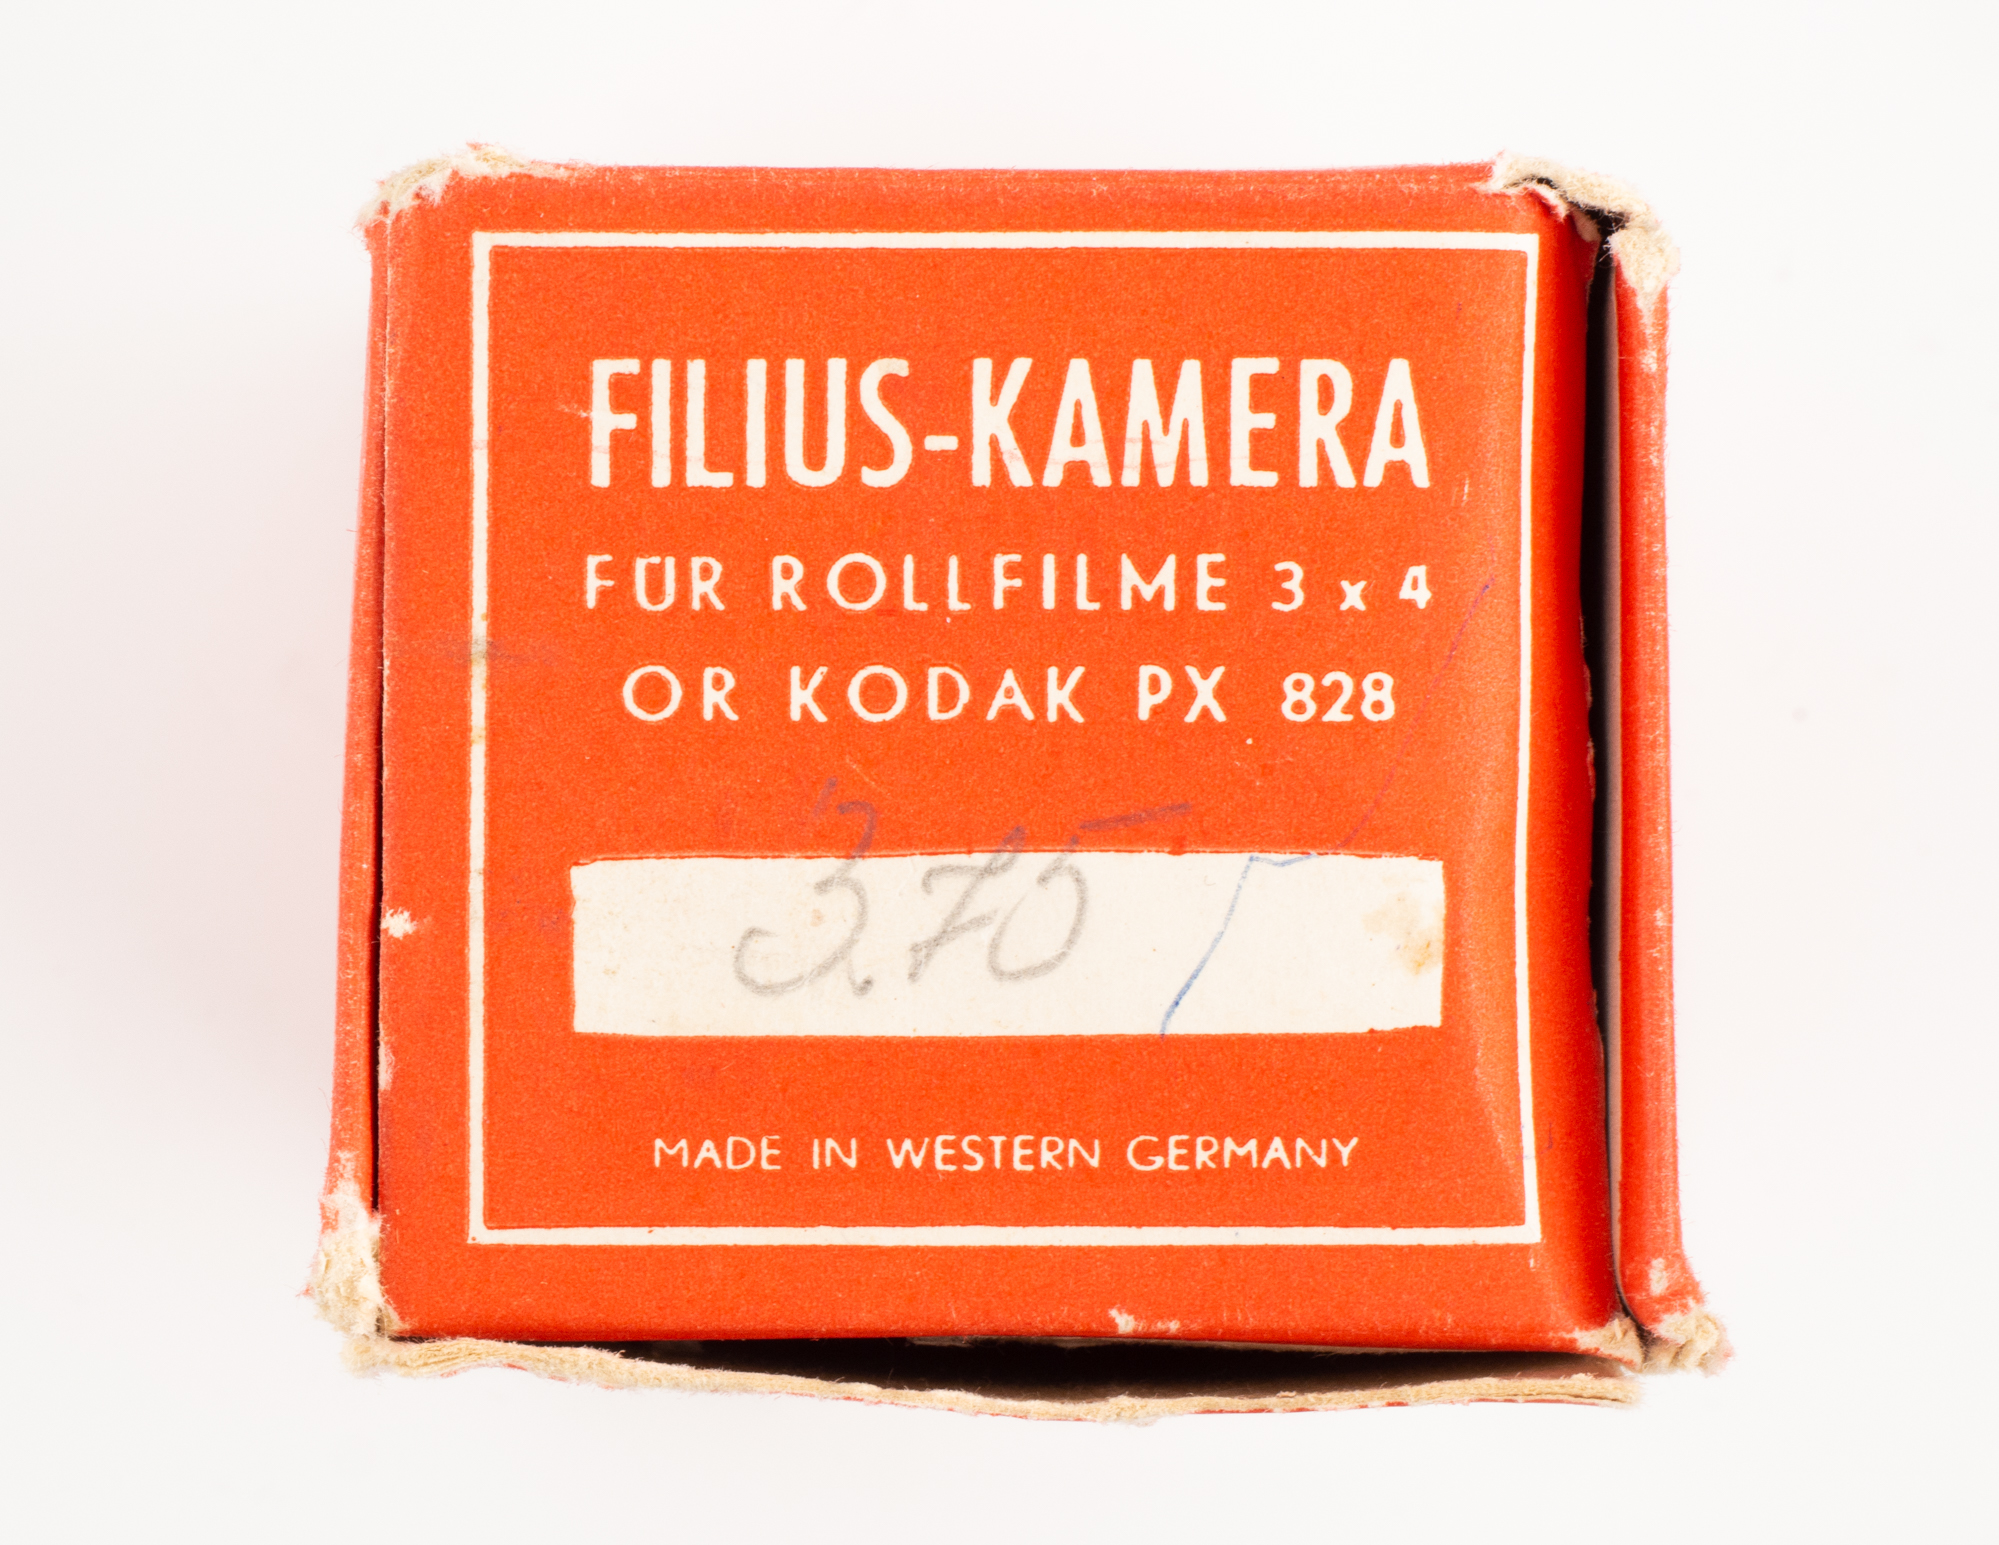 FILIUS-KAMERA
FÜR ROLLFILME 3 x 4
OR KODAK PX 828
3.75
MADE IN WESTERN GERMANY